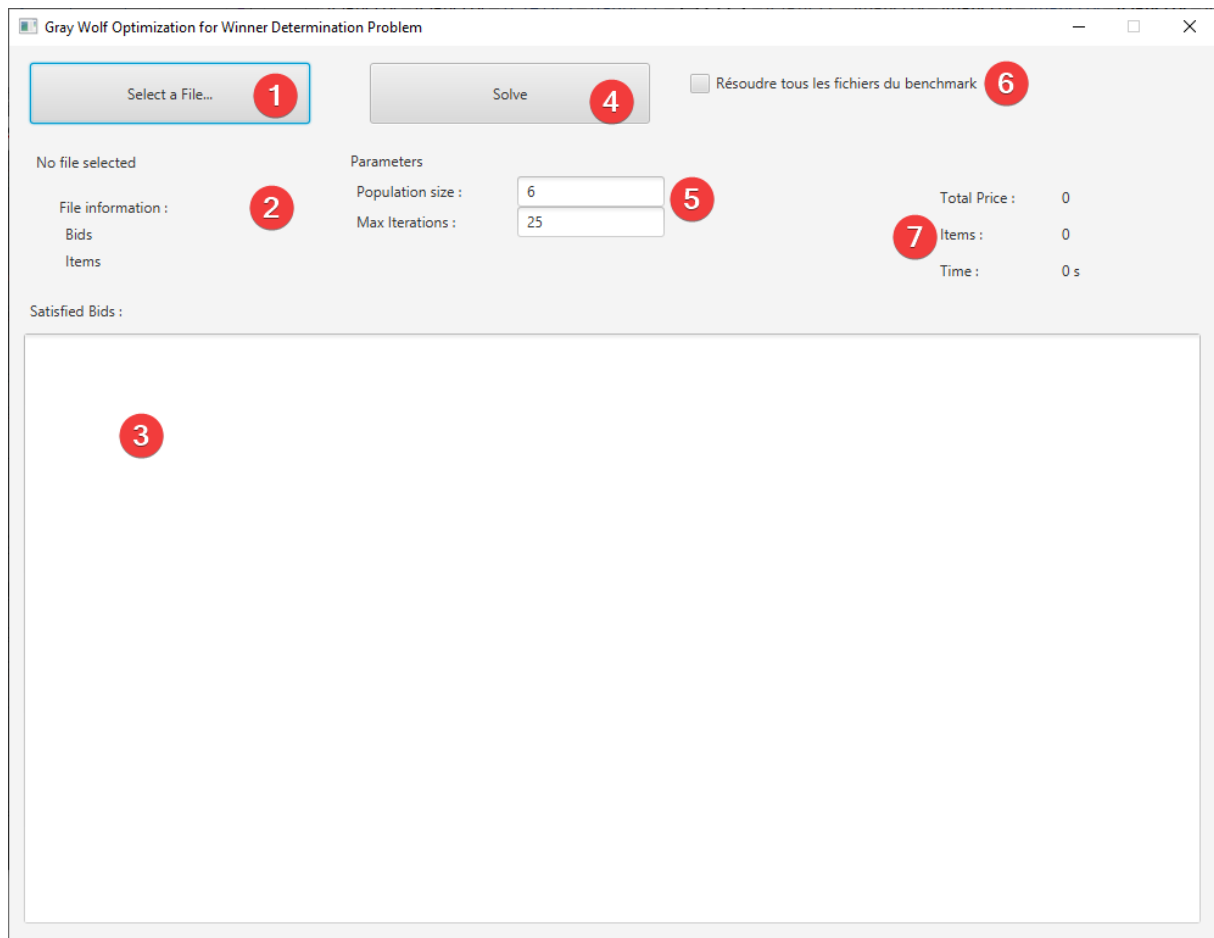 Gray Wolf Optimization for Winner Determination Problem
Select a File... 1
Solve 4
Résoudre tous les fichiers du benchmark 6
No file selected
File information : 2
Bids
Items
Parameters
Population size : 6 5
Max Iterations : 25
Total Price : 0
7 Items : 0
Time : 0 s
Satisfied Bids :
3